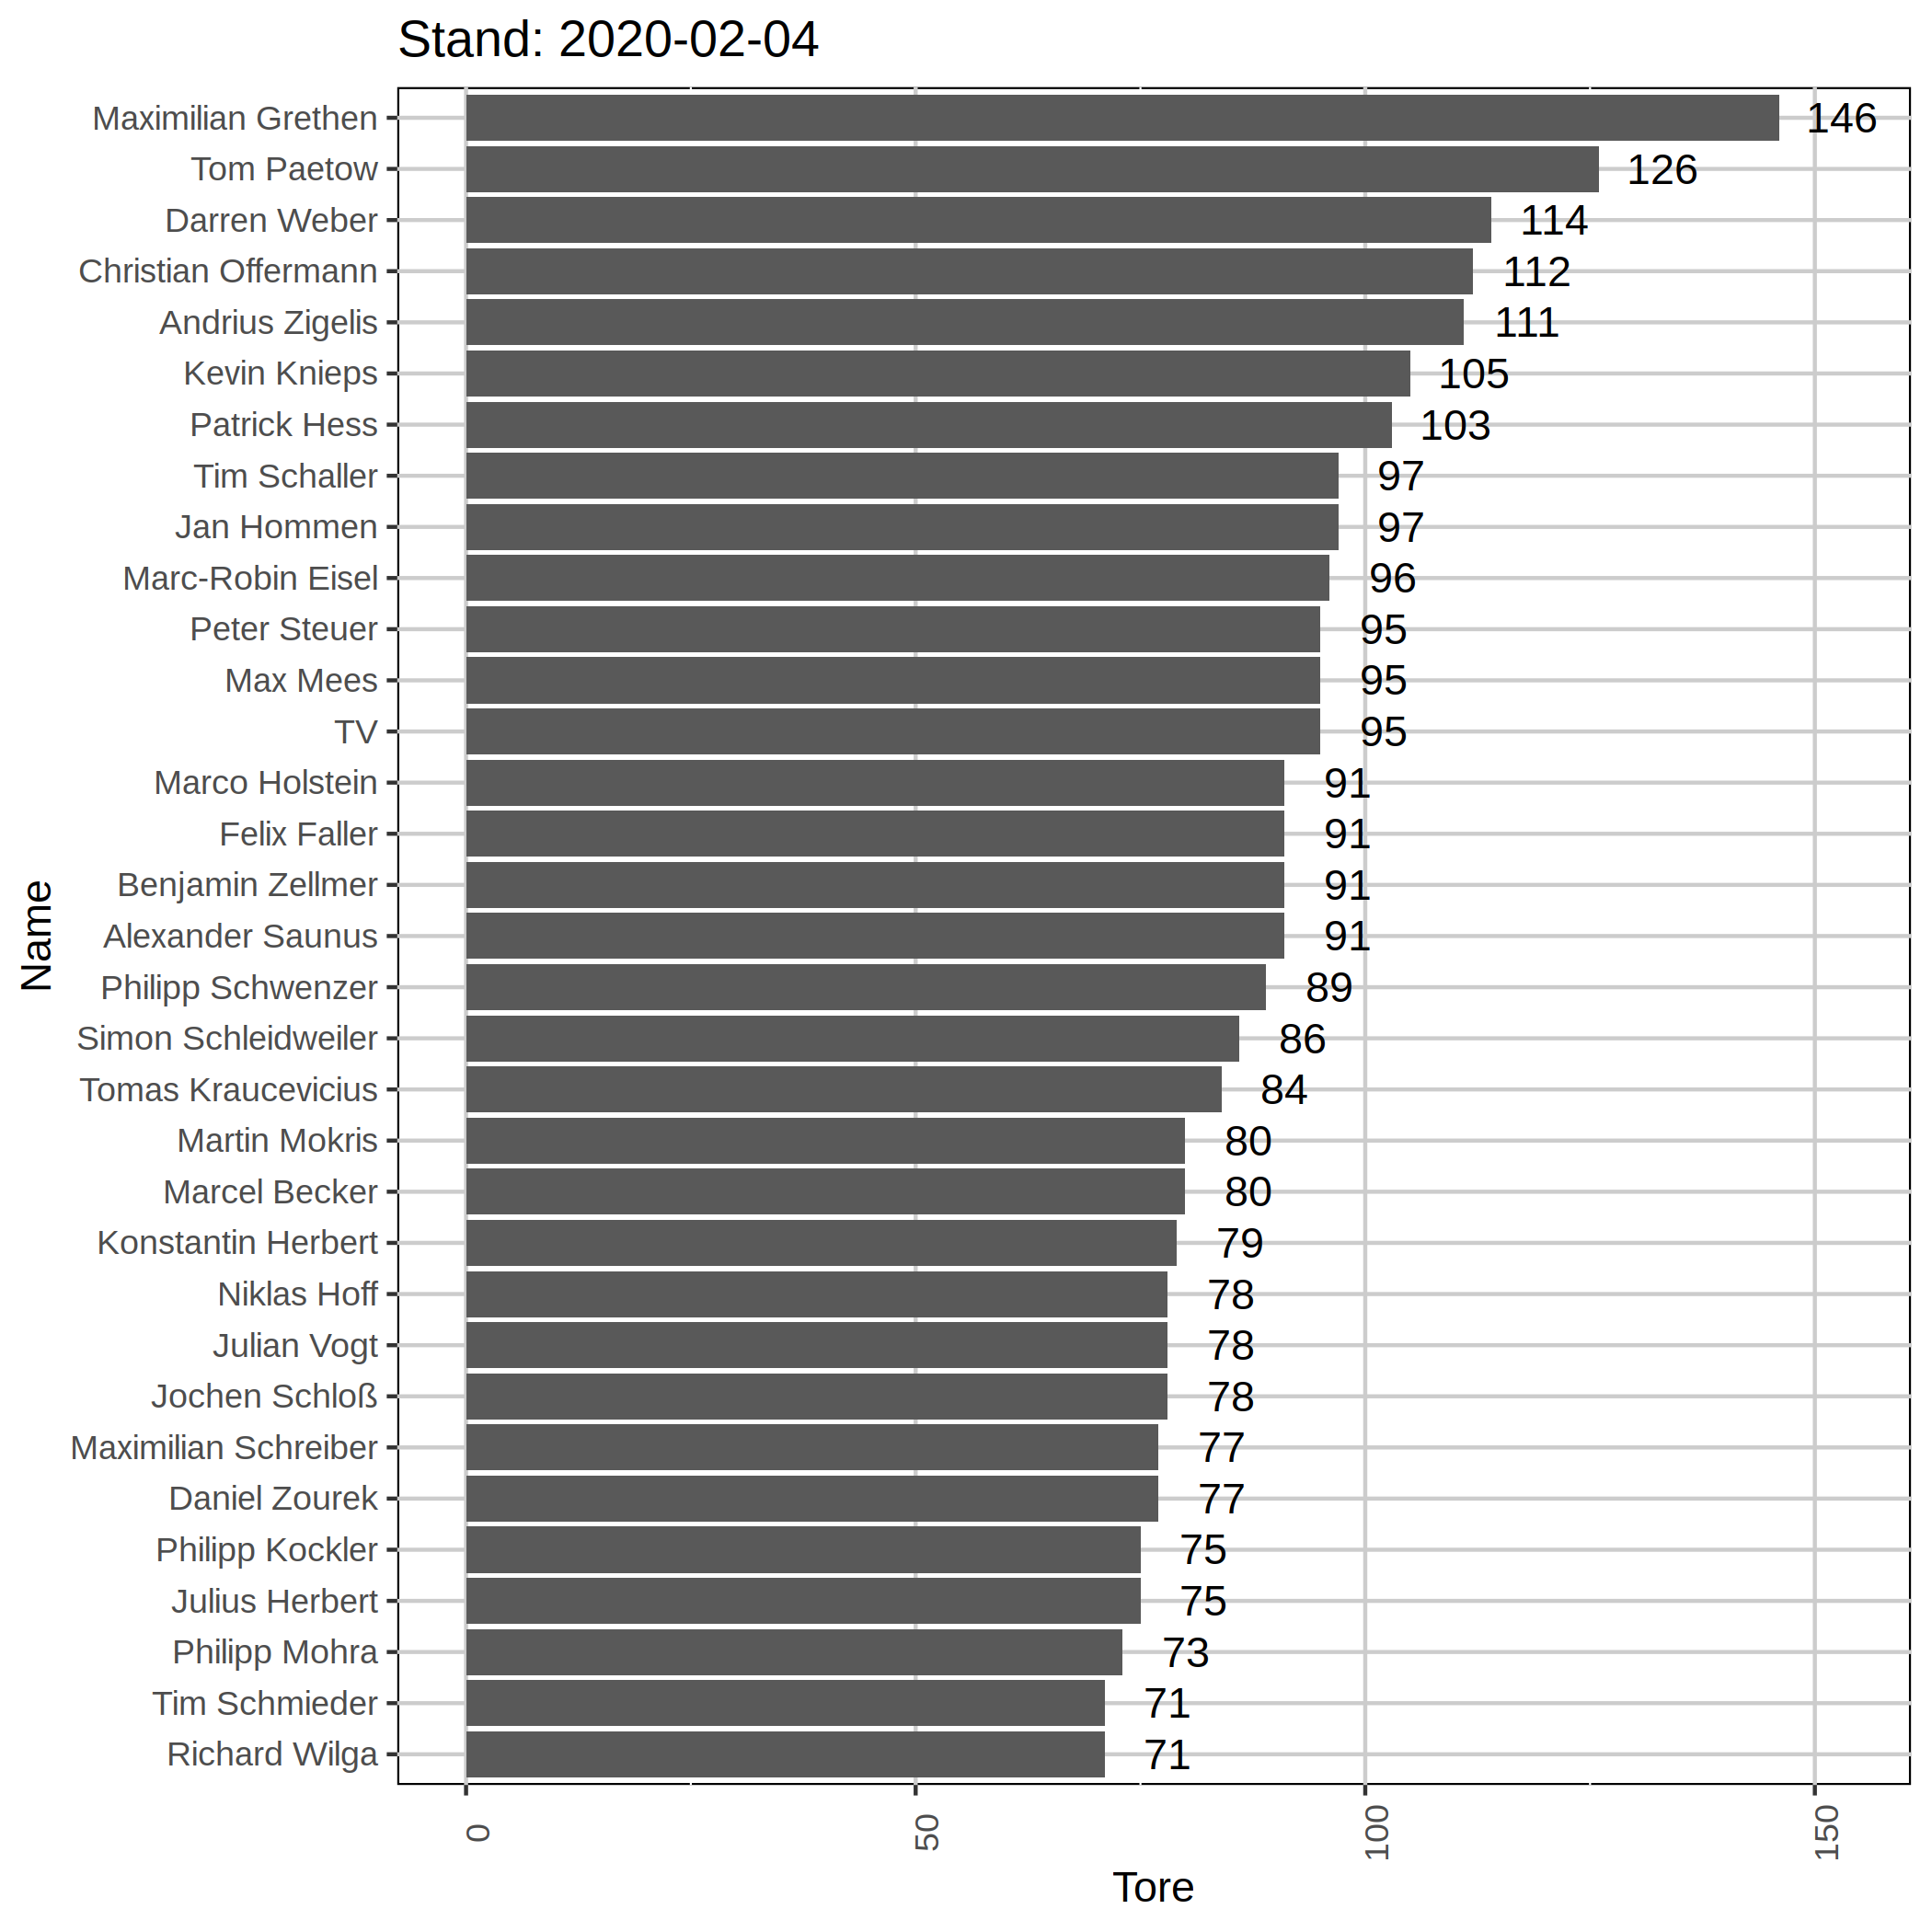 Stand: 2020-02-04
Maximilian Grethen 146
Tom Paetow 126
Darren Weber 114
Christian Offermann 112
Andrius Zigelis 111
Kevin Knieps 105
Patrick Hess 103
Tim Schaller 97
Jan Hommen 97
Marc-Robin Eisel 96
Peter Steuer 95
Max Mees 95
TV 95
Marco Holstein 91
Felix Faller 91
Benjamin Zellmer 91
Alexander Saunus 91
Philipp Schwenzer 89
Simon Schleidweiler 86
Tomas Kraucevicius 84
Martin Mokris 80
Marcel Becker 80
Konstantin Herbert 79
Niklas Hoff 78
Julian Vogt 78
Jochen Schloß 78
Maximilian Schreiber 77
Daniel Zourek 77
Philipp Kockler 75
Julius Herbert 75
Philipp Mohra 73
Tim Schmieder 71
Richard Wilga 71
Name
0 50 100 150
Tore